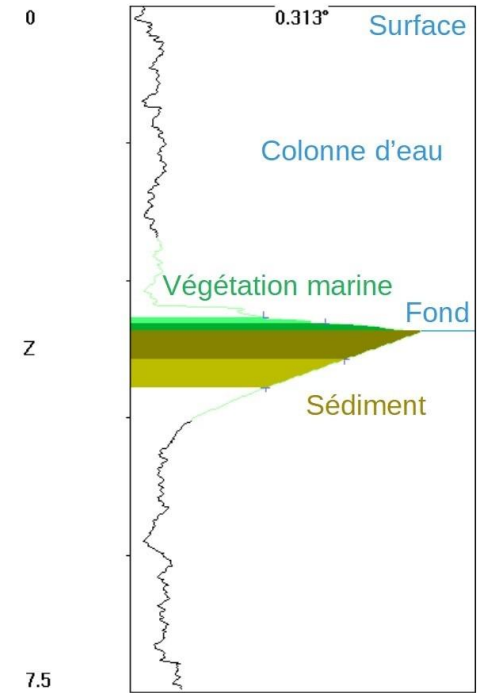 0
0.313°
Surface
Colonne d’eau
Végétation marine
Fond
Z
Sédiment
7.5